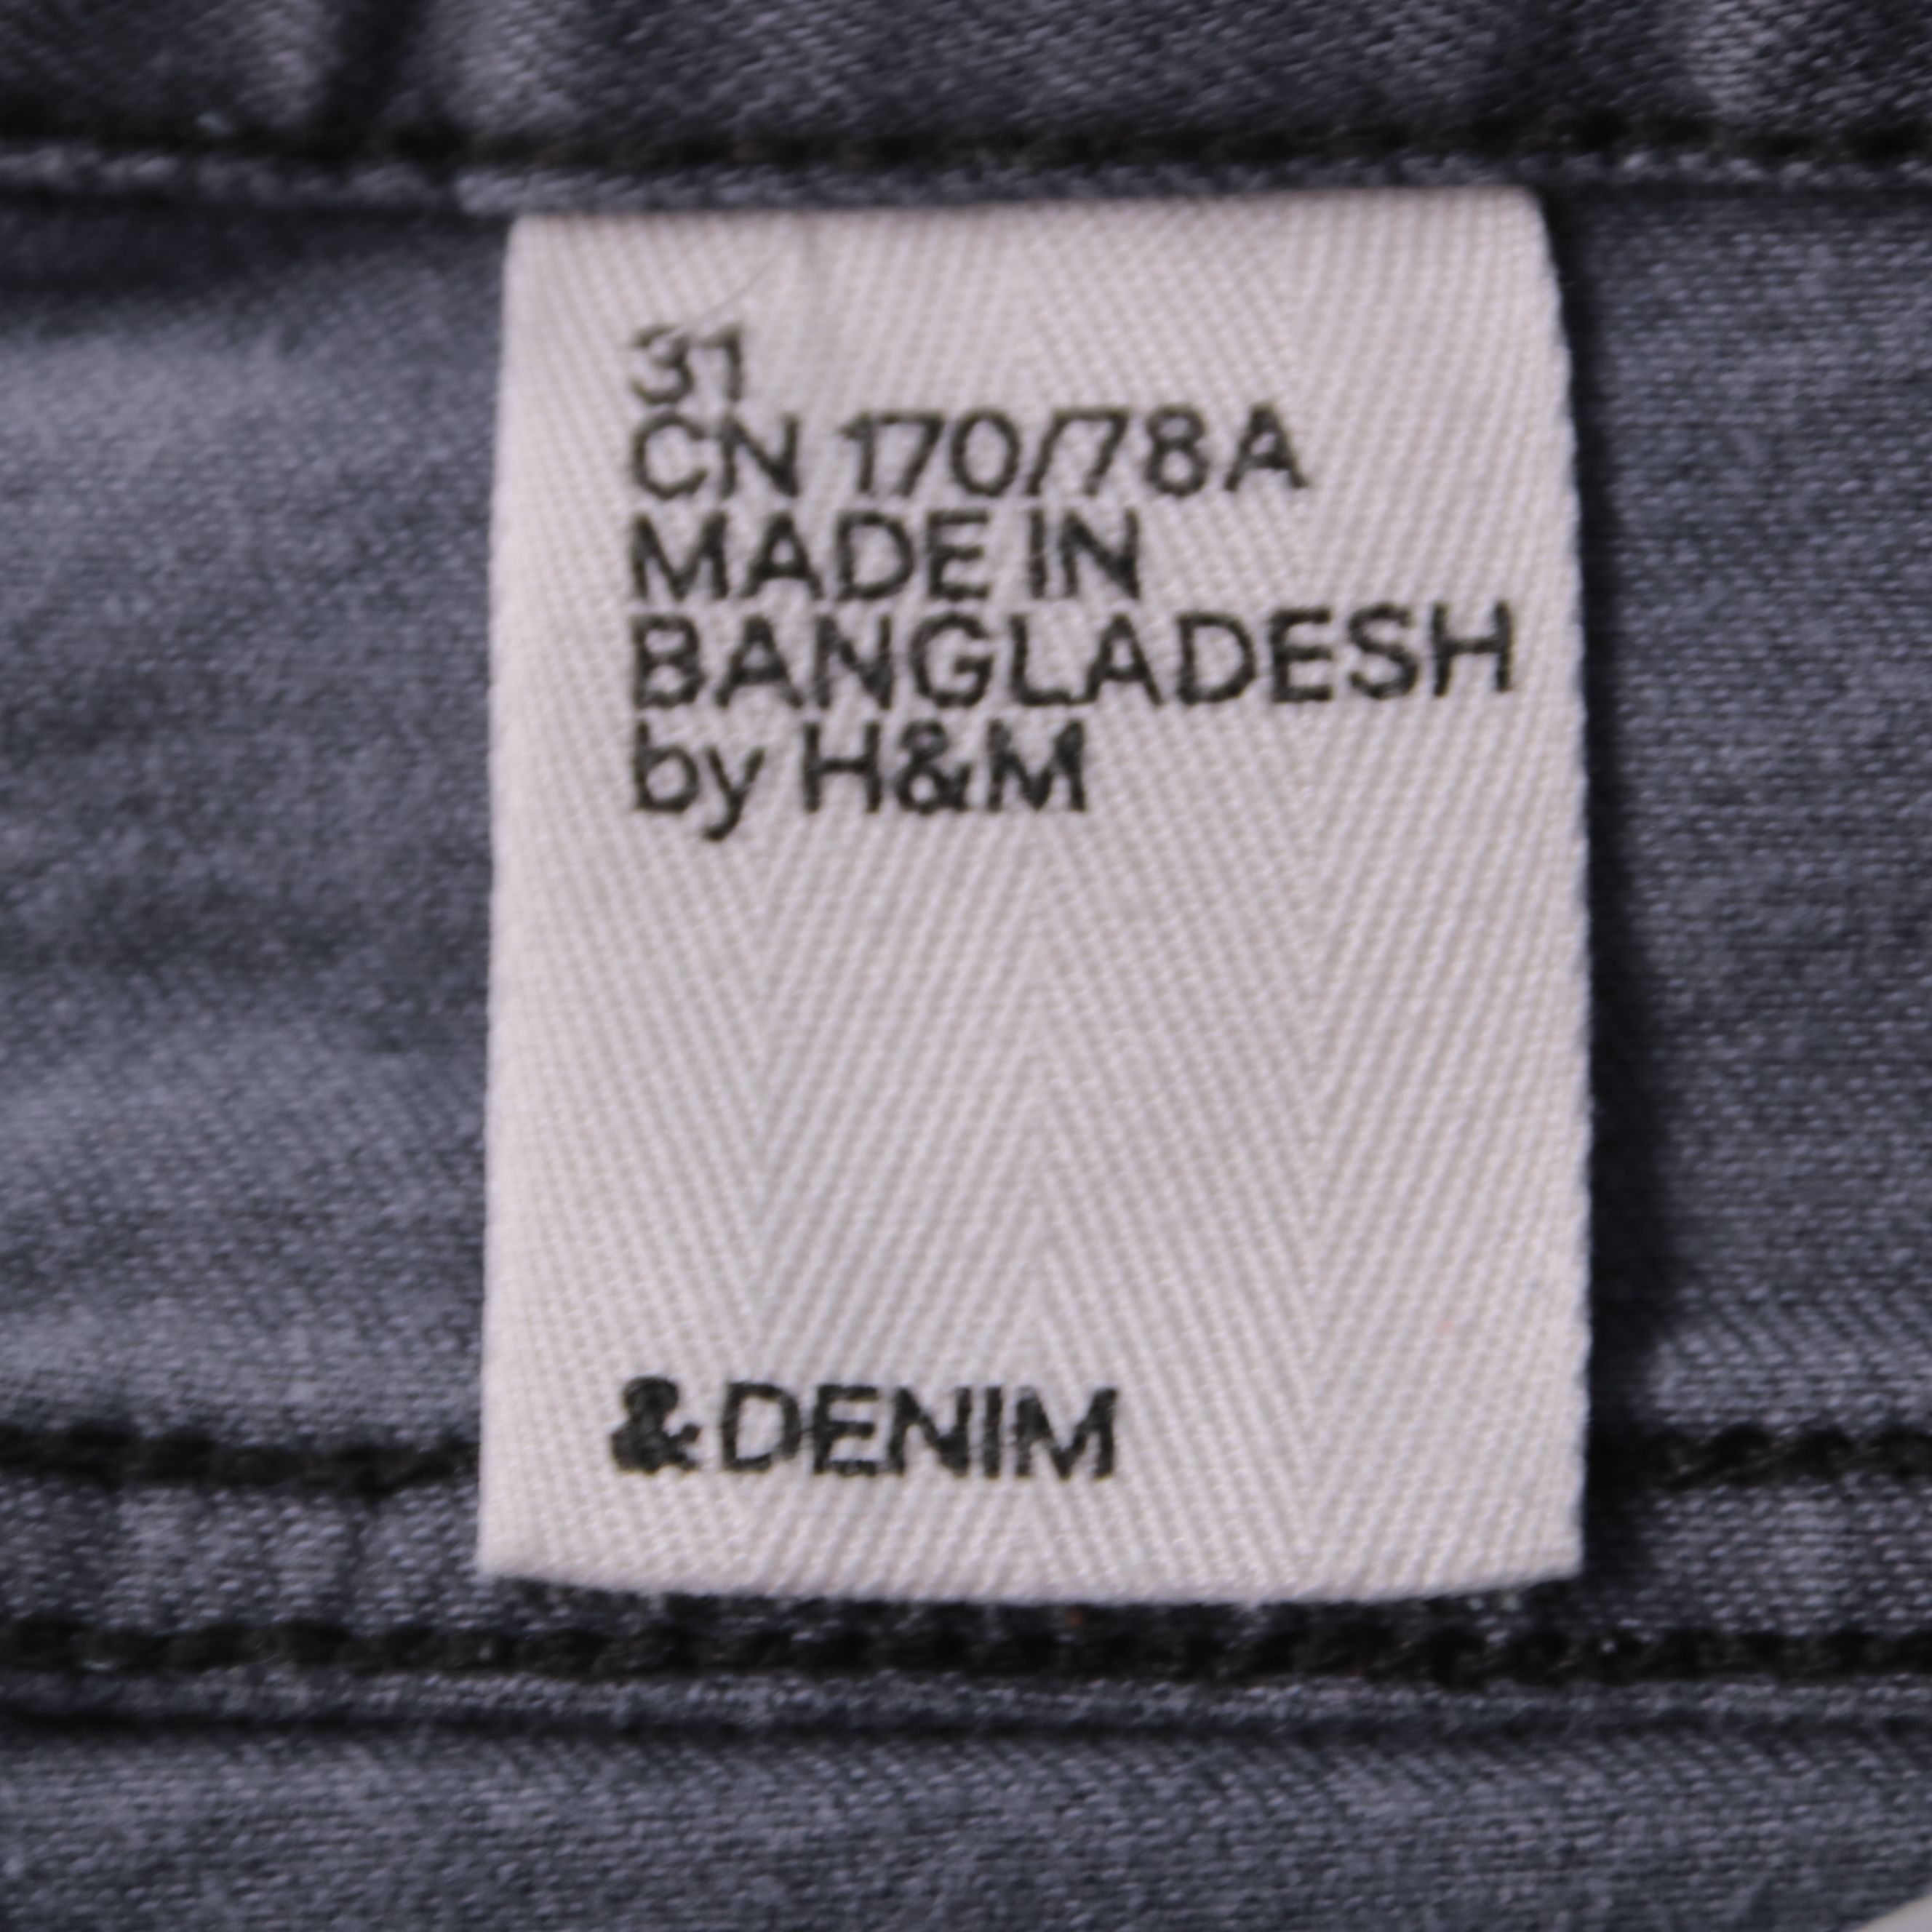 31
CN 170/78A
MADE IN
BANGLADESH
by H&M
&DENIM